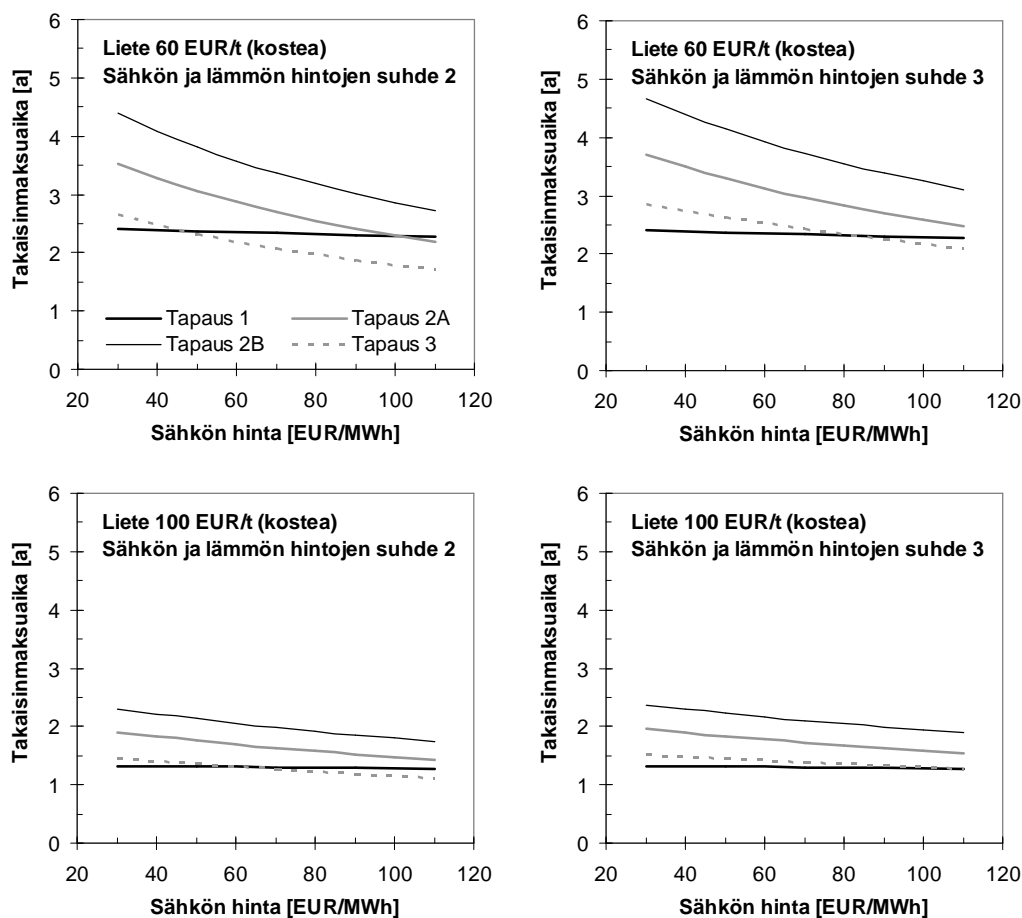 Liete 60 EUR/t (kostea)
Sähkön ja lämmön hintojen suhde 2
Takaisinmaksuaika [a]
6
5
4
3
2
1
0
Tapaus 1
Tapaus 2A
Tapaus 2B
Tapaus 3
20 40 60 80 100 120
Sähkön hinta [EUR/MWh]
Liete 60 EUR/t (kostea)
Sähkön ja lämmön hintojen suhde 3
Takaisinmaksuaika [a]
6
5
4
3
2
1
0
20 40 60 80 100 120
Sähkön hinta [EUR/MWh]
Liete 100 EUR/t (kostea)
Sähkön ja lämmön hintojen suhde 2
Takaisinmaksuaika [a]
6
5
4
3
2
1
0
20 40 60 80 100 120
Sähkön hinta [EUR/MWh]
Liete 100 EUR/t (kostea)
Sähkön ja lämmön hintojen suhde 3
Takaisinmaksuaika [a]
6
5
4
3
2
1
0
20 40 60 80 100 120
Sähkön hinta [EUR/MWh]